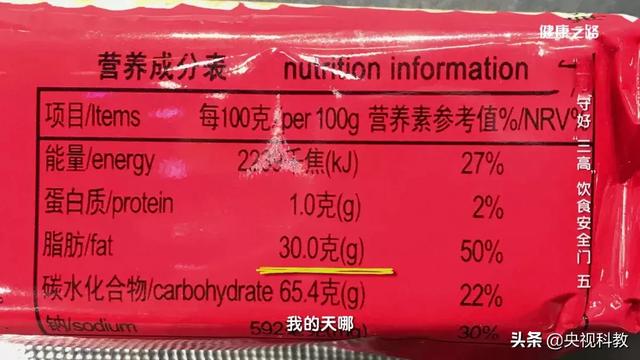 健康之路
营养成分表 nutrition information
项目/Items 每100克/per 100g 营养素参考值%/NRV%
能量/energy 千焦(kJ) 27%
蛋白质/protein 1.0克(g) 2%
脂肪/fat 30.0克(g) 50%
碳水化合物/carbohydrate 65.4克(g) 22%
钠/sodium 30%
守好“三高”饮食安全门 五
我的天哪
头条 @央视科教